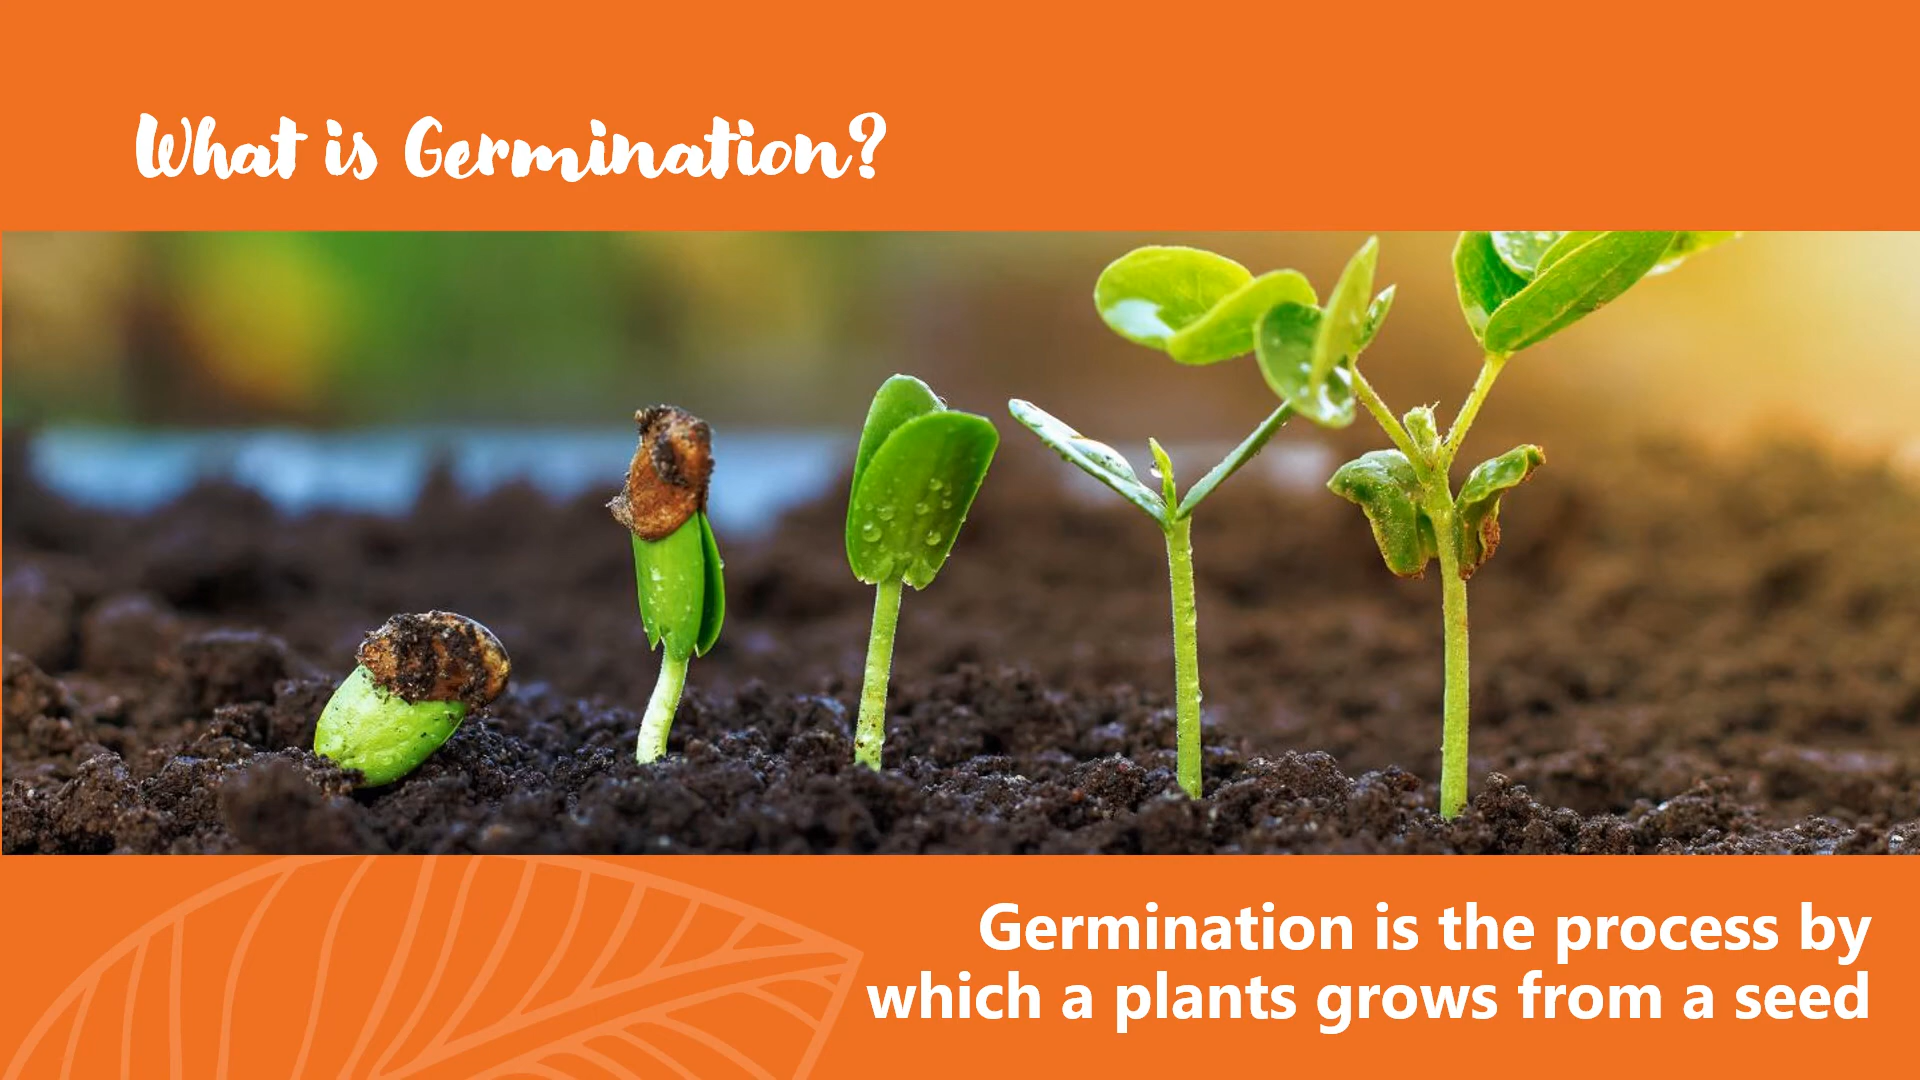 What is Germination?
Germination is the process by
which a plants grows from a seed